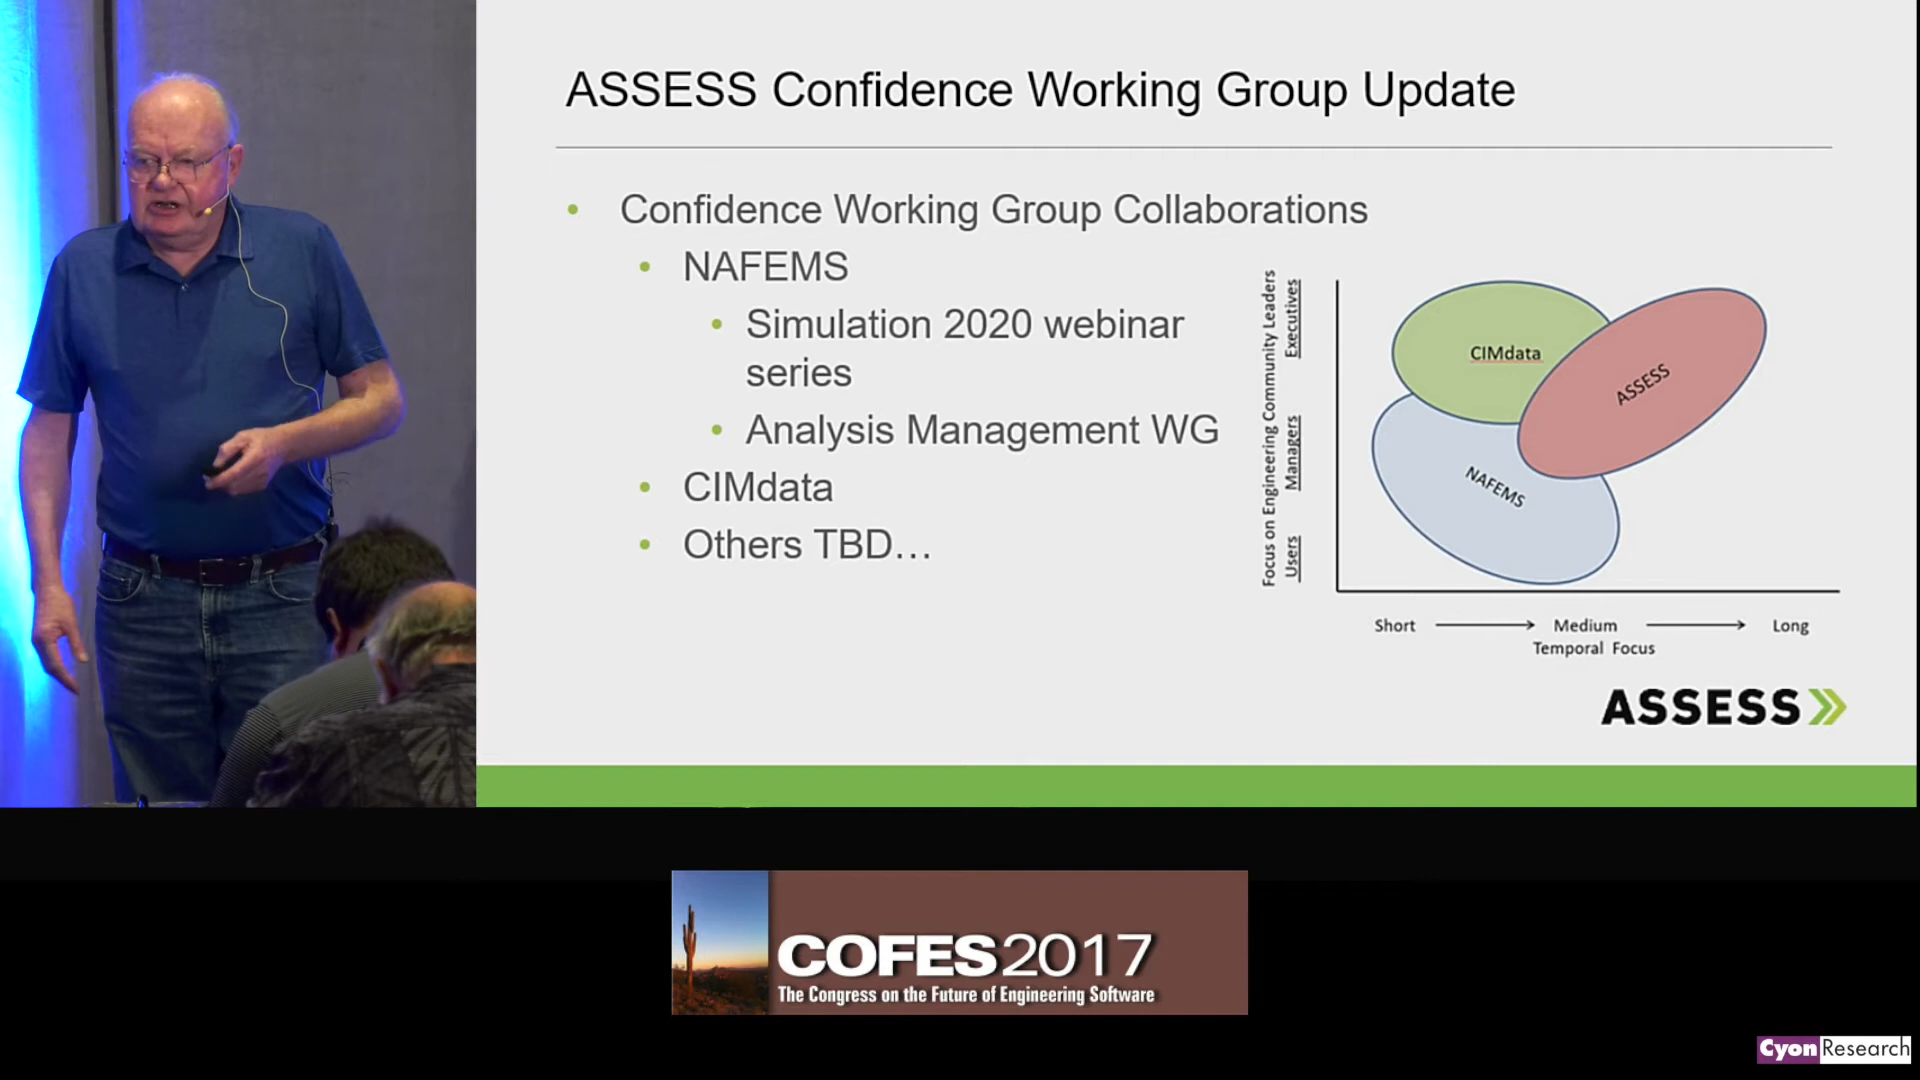 ASSESS Confidence Working Group Update
• Confidence Working Group Collaborations
• NAFEMS
• Simulation 2020 webinar
series
• Analysis Management WG
• CIMdata
• Others TBD...
Focus on Engineering Community Leaders
Executives
Managers
Users
CIMdata
ASSESS
NAFEMS
Short
Medium
Long
Temporal Focus
ASSESS
COFES2017
The Congress on the Future of Engineering Software
CyonResearch